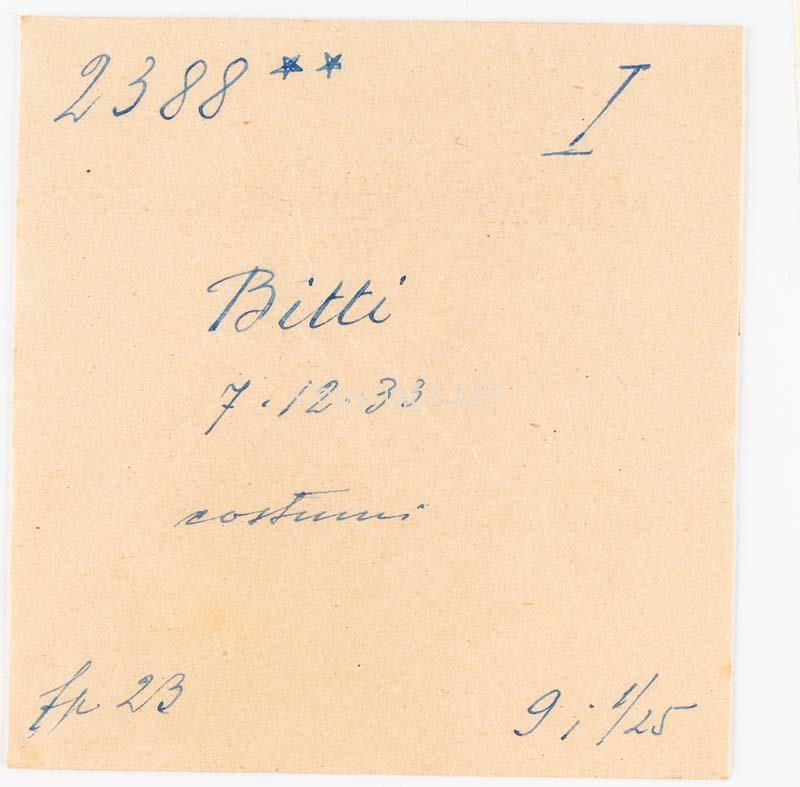 2388 ** I
Bitti
7.12.33
costumi
fp 23
9 i 1/25